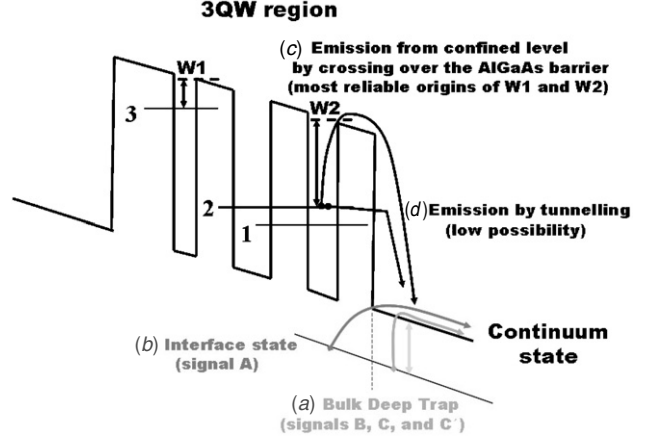 3QW region
(c) Emission from confined level
by crossing over the AlGaAs barrier
(most reliable origins of W1 and W2)
W1
W2
3
2
1
(d) Emission by tunnelling
(low possibility)
(b) Interface state
(signal A)
Continuum
state
(a) Bulk Deep Trap
(signals B, C, and C')